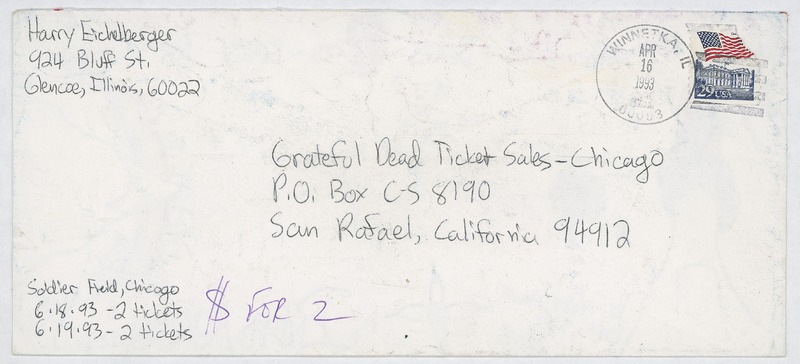 Harry Eichelberger
924 Bluff St.
Glencoe, Illinois, 60022
WINNETKA, IL
APR
16
1993
29 USA
Grateful Dead Ticket Sales-Chicago
P.O. Box C-S 8190
San Rafael, California 94912
Soldier Field, Chicago
6.18.93 - 2 tickets
6.19.93 - 2 tickets
$ FOR 2